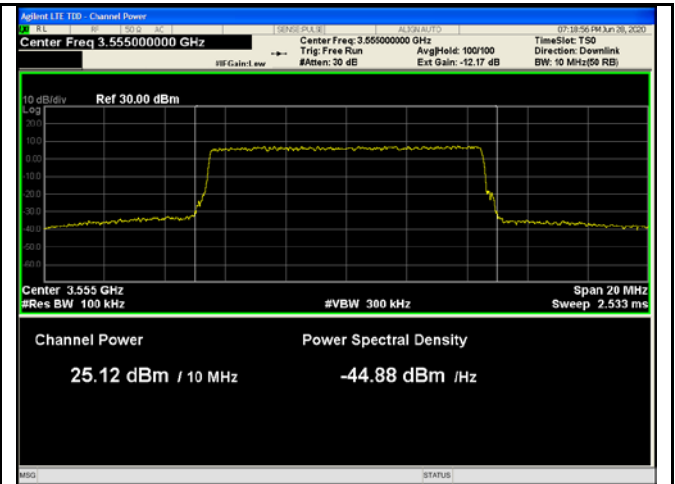 Agilent LTE TDD - Channel Power
RL RF 50 Ω AC SENSE:PULSE ALIGN AUTO 07:18:56 PM Jun 28, 2020
Center Freq 3.555000000 GHz Center Freq: 3.555000000 GHz TimeSlot: TS0
Trig: Free Run Avg|Hold: 100/100 Direction: Downlink
#IFGain:Low #Atten: 30 dB Ext Gain: -12.17 dB BW: 10 MHz(50 RB)
10 dB/div Ref 30.00 dBm
Log
20.0
10.0
0.00
-10.0
-20.0
-30.0
-40.0
-50.0
-60.0
Center 3.555 GHz Span 20 MHz
#Res BW 100 kHz #VBW 300 kHz Sweep 2.533 ms
Channel Power Power Spectral Density
25.12 dBm / 10 MHz -44.88 dBm /Hz
MSG STATUS